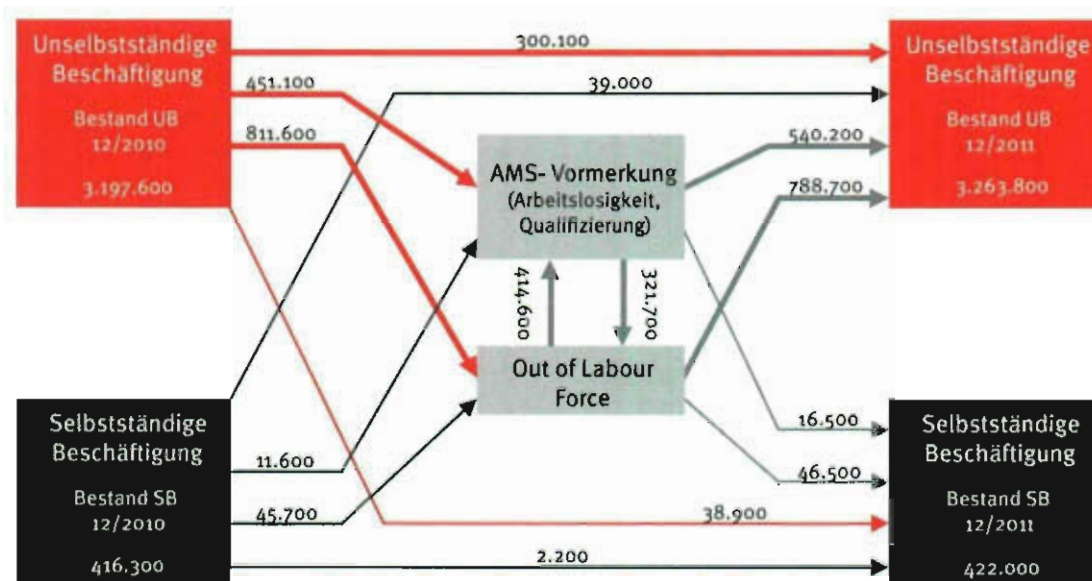 Unselbstständige
Beschäftigung
Bestand UB
12/2010
3.197.600
300.100
451.100
39.000
811.600
Unselbstständige
Beschäftigung
Bestand UB
12/2011
3.263.800
AMS- Vormerkung
(Arbeitslosigkeit,
Qualifizierung)
540.200
788.700
414.600
321.700
Out of Labour
Force
Selbstständige
Beschäftigung
Bestand SB
12/2010
416.300
11.600
45.700
16.500
46.500
38.900
2.200
Selbstständige
Beschäftigung
Bestand SB
12/2011
422.000